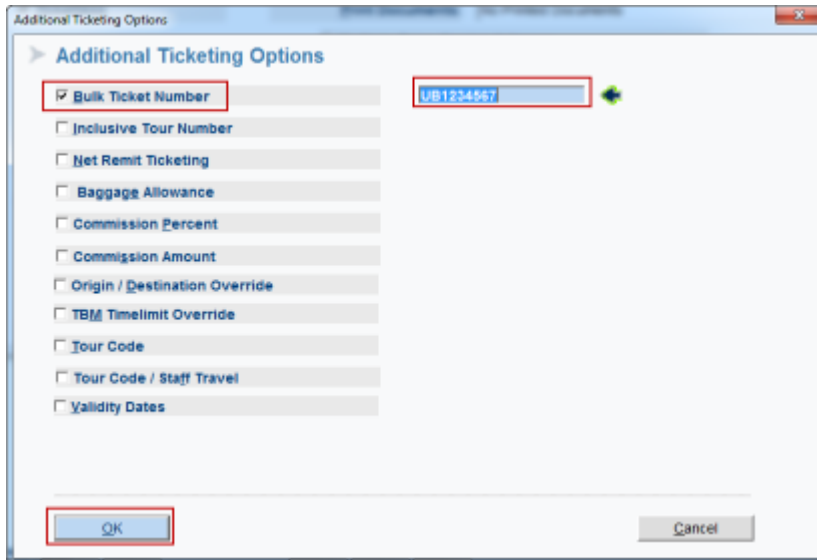 Additional Ticketing Options
Additional Ticketing Options
Bulk Ticket Number
UB1234567
Inclusive Tour Number
Net Remit Ticketing
Baggage Allowance
Commission Percent
Commission Amount
Origin / Destination Override
TBM Timelimit Override
Tour Code
Tour Code / Staff Travel
Validity Dates
OK
Cancel